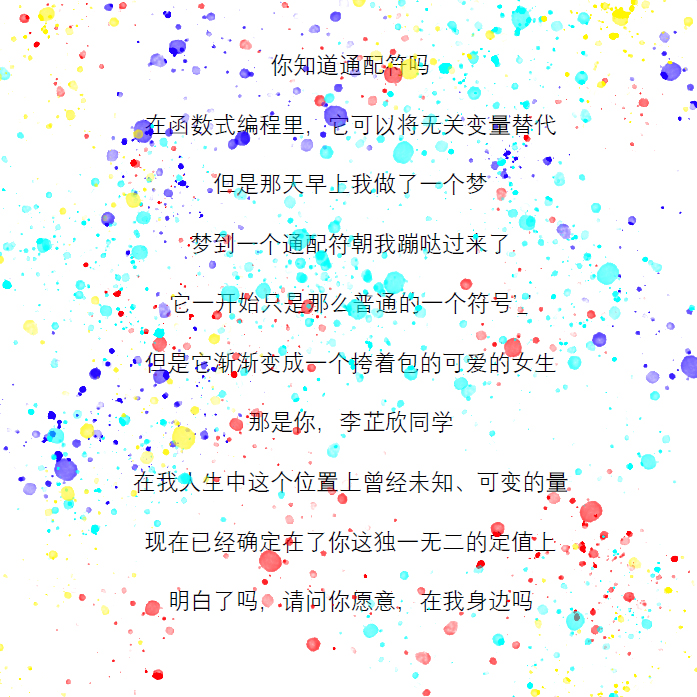 你知道通配符吗
在函数式编程里，它可以将无关变量替代
但是那天早上我做了一个梦
梦到一个通配符朝我蹦哒过来了
它一开始只是那么普通的一个符号：_
但是它渐渐变成一个挎着包的可爱的女生
那是你，李芷欣同学
在我人生中这个位置上曾经未知、可变的量
现在已经确定在了你这独一无二的定值上
明白了吗，请问你愿意，在我身边吗